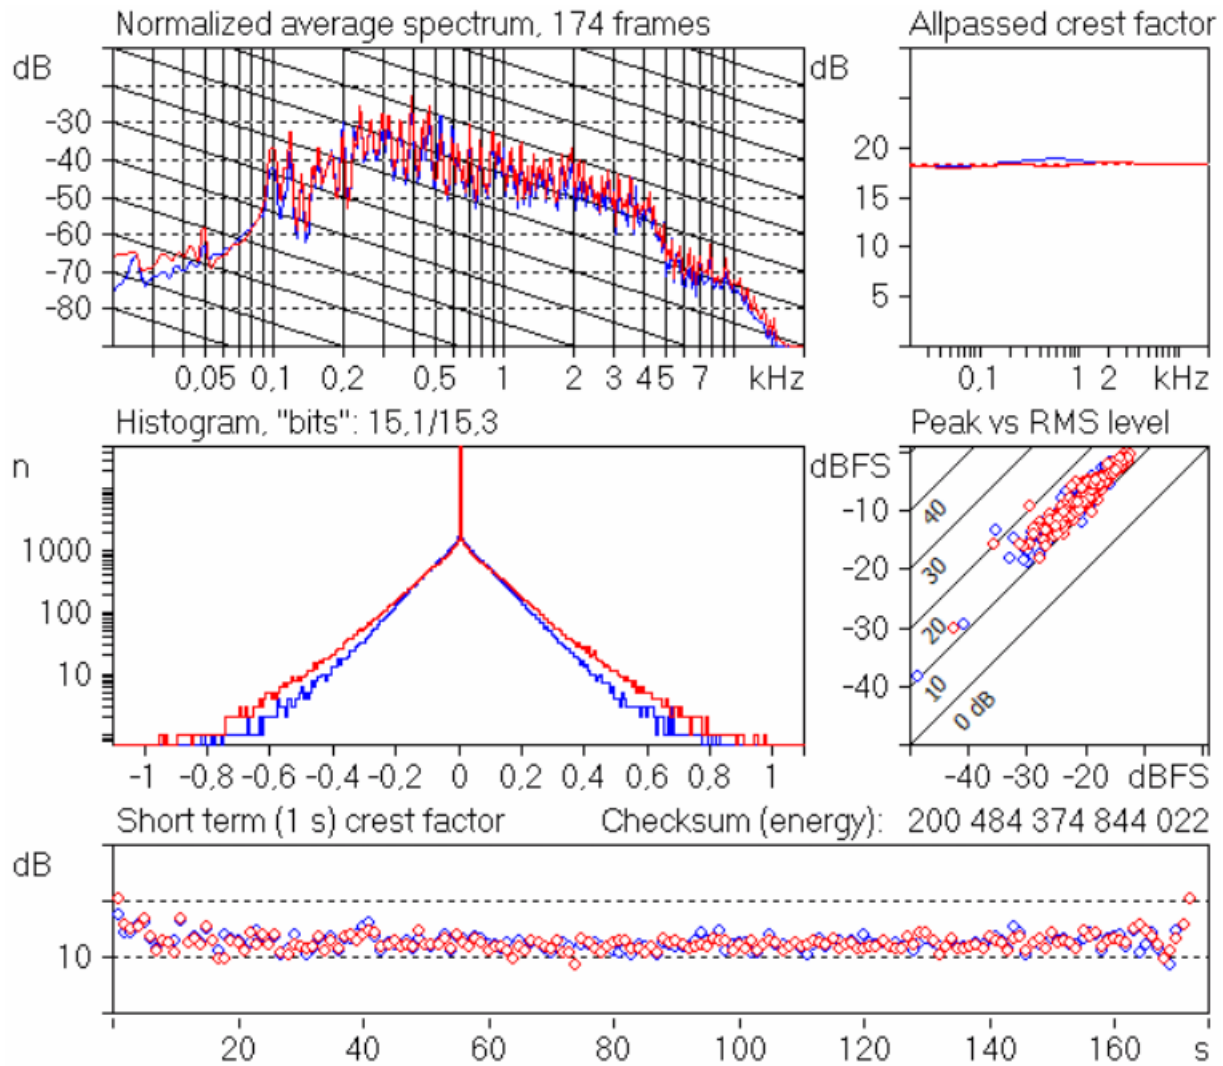 Normalized average spectrum, 174 frames
Allpassed crest factor
dB
-30
-40
-50
-60
-70
-80
0,05 0,1 0,2 0,5 1 2 3 45 7 kHz
dB
20
15
10
5
0,1 1 2 kHz
Histogram, "bits": 15,1/15,3
Peak vs RMS level
n
1000
100
10
-1 -0,8 -0,6 -0,4 -0,2 0 0,2 0,4 0,6 0,8 1
dBFS
-10
-20
-30
-40
40
30
20
10
0 dB
-40 -30 -20 dBFS
Short term (1 s) crest factor
Checksum (energy): 200 484 374 844 022
dB
10
20 40 60 80 100 120 140 160 s